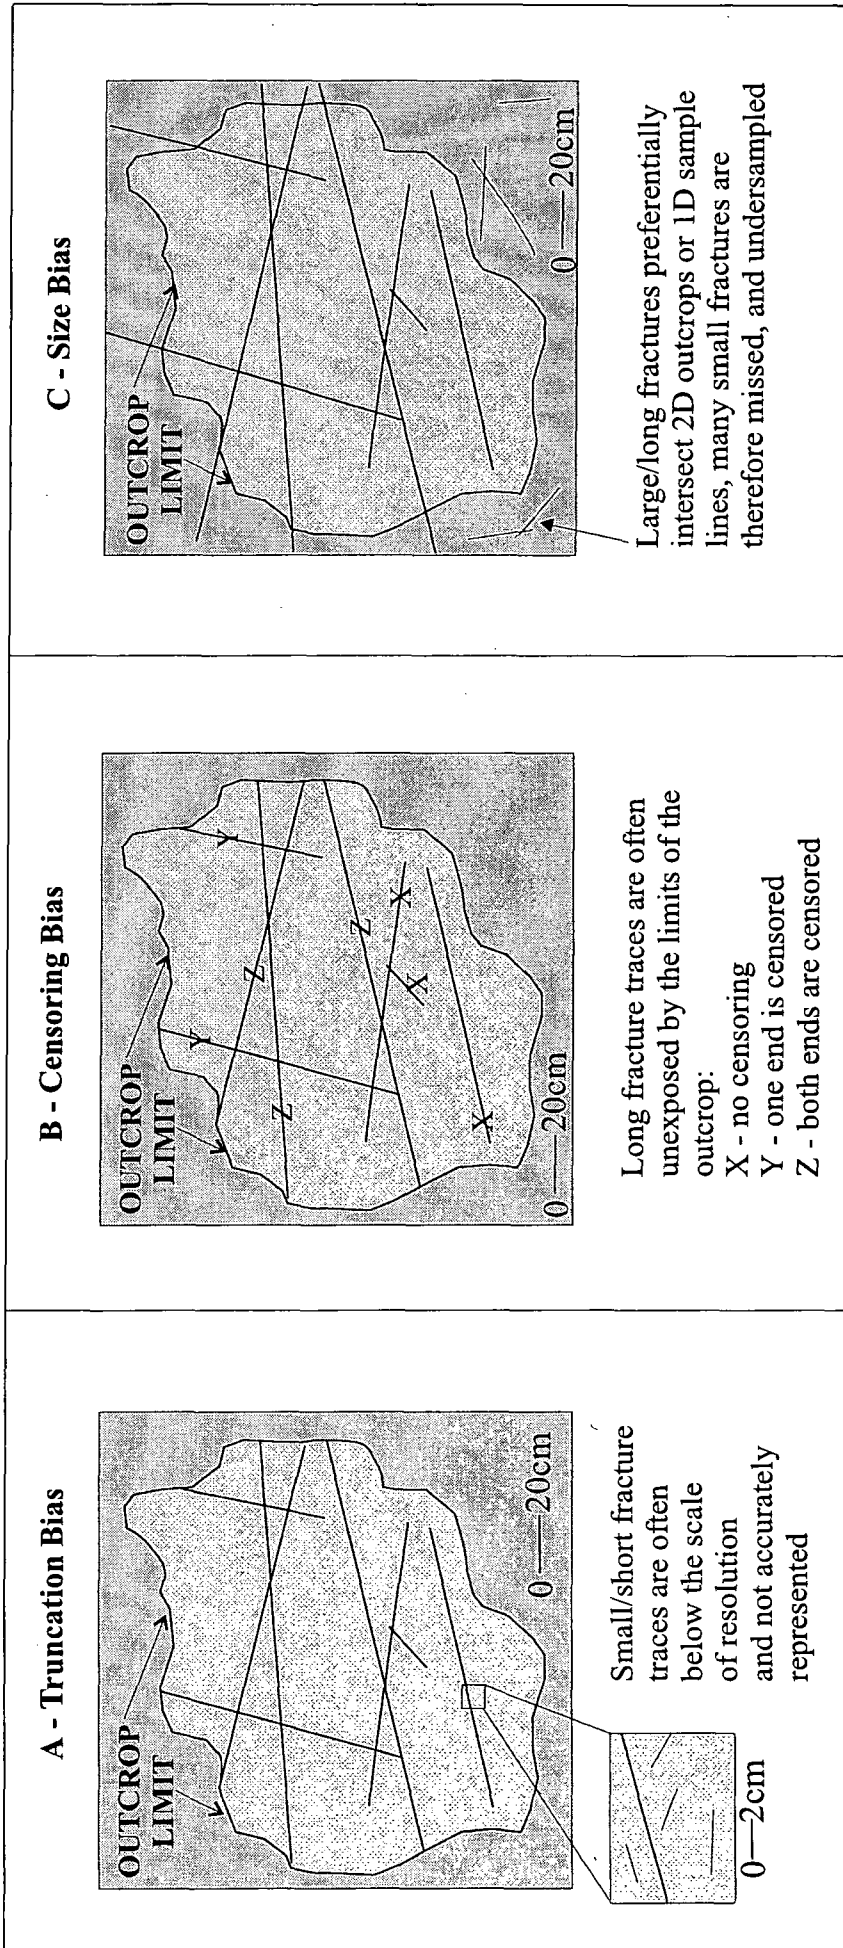 A - Truncation Bias
OUTCROP
LIMIT
0—20cm
0—2cm
Small/short fracture
traces are often
below the scale
of resolution
and not accurately
represented
B - Censoring Bias
OUTCROP
LIMIT
Y
Y
Z
Z
Z
X
X
X
0—20cm
Long fracture traces are often
unexposed by the limits of the
outcrop:
X - no censoring
Y - one end is censored
Z - both ends are censored
C - Size Bias
OUTCROP
LIMIT
0—20cm
Large/long fractures preferentially
intersect 2D outcrops or 1D sample
lines, many small fractures are
therefore missed, and undersampled